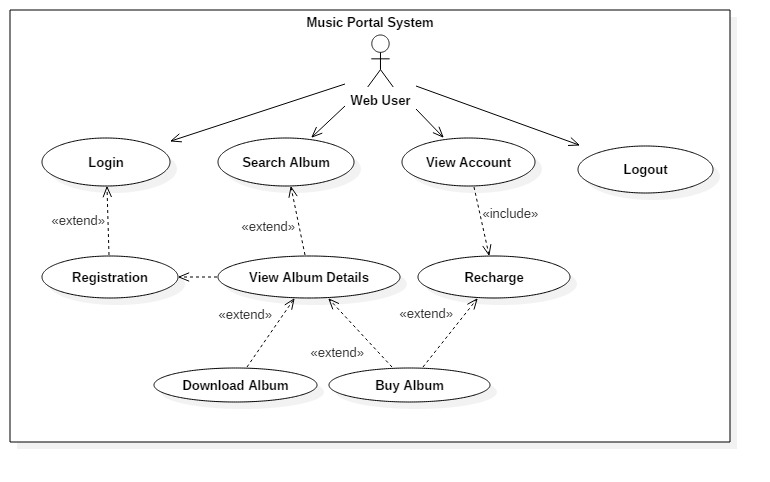 Music Portal System
Web User
Login
Search Album
View Account
Logout
«extend»
«extend»
«include»
Registration
View Album Details
Recharge
«extend»
«extend»
«extend»
Download Album
Buy Album